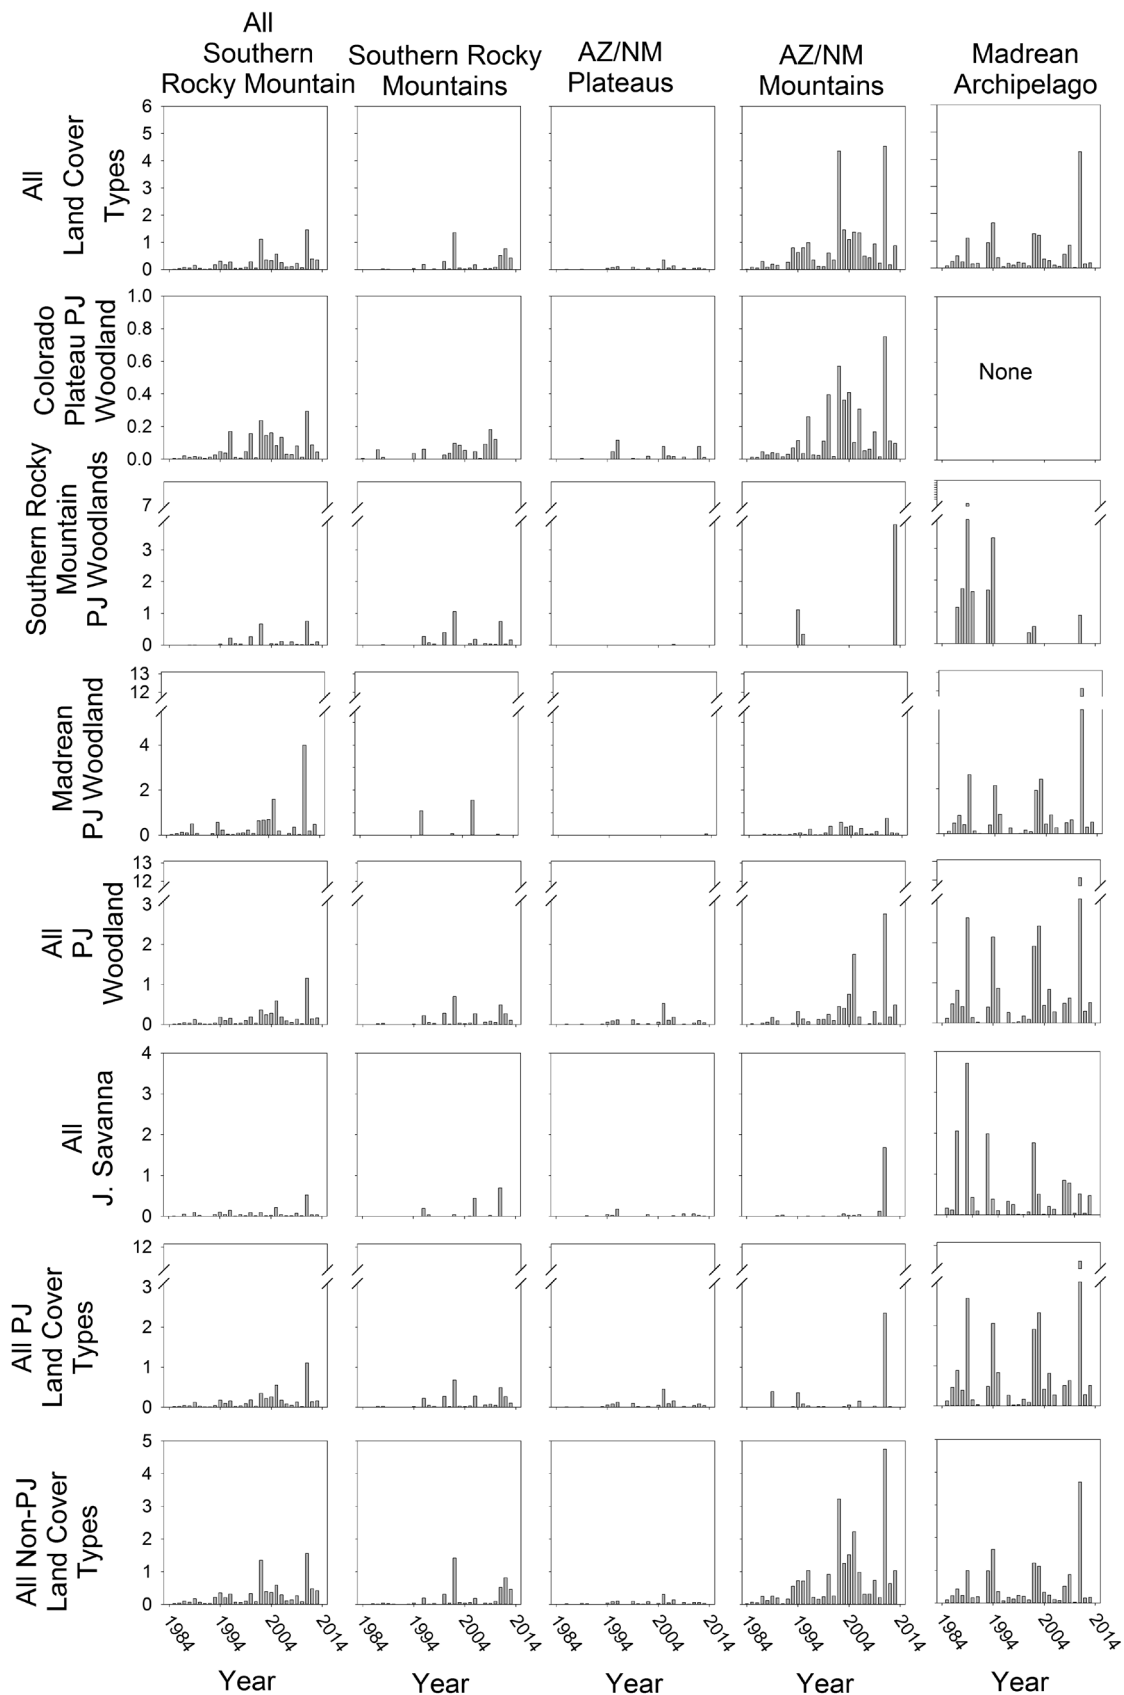 All
Southern
Rocky Mountain
Southern Rocky
Mountains
AZ/NM
Plateaus
AZ/NM
Mountains
Madrean
Archipelago
All
Land Cover
Types
6
5
4
3
2
1
0
Colorado
Plateau PJ
Woodland
1.0
0.8
0.6
0.4
0.2
0.0
None
Southern Rocky
Mountain
PJ Woodlands
7
3
2
1
0
Madrean
PJ Woodland
13
12
4
2
0
All
PJ
Woodland
13
12
3
2
1
0
All
J. Savanna
4
3
2
1
0
All PJ
Land Cover
Types
12
3
2
1
0
All Non-PJ
Land Cover
Types
5
4
3
2
1
0
1984 1994 2004 2014 1984 1994 2004 2014 1984 1994 2004 2014 1984 1994 2004 2014 1984 1994 2004 2014
Year Year Year Year Year